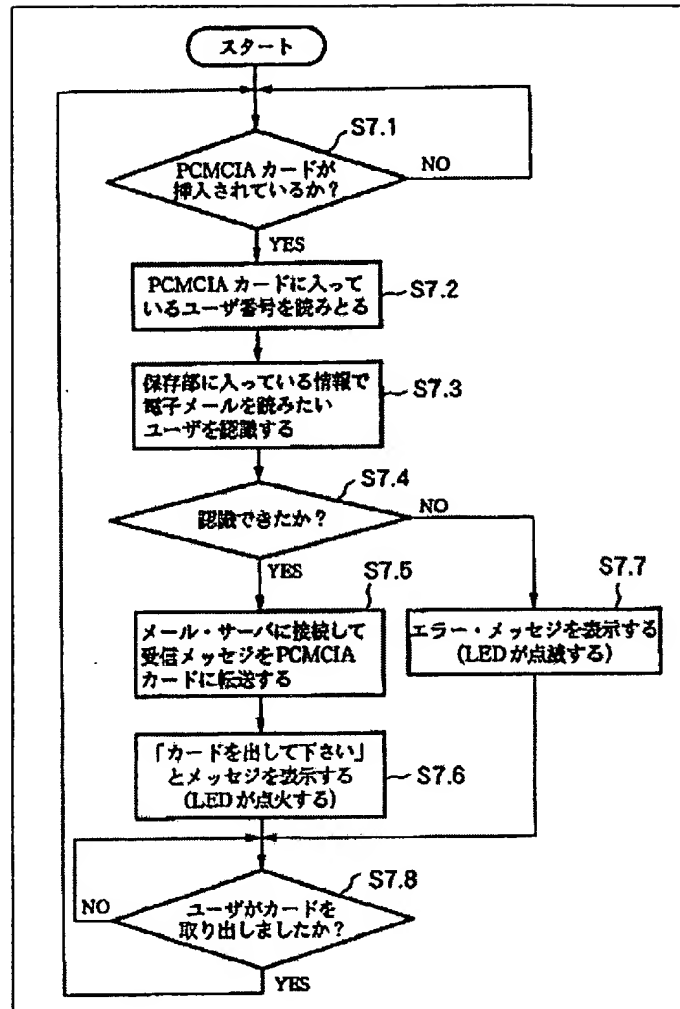 スタート
S7.1
PCMCIA カードが
挿入されているか？
NO
YES
PCMCIA カードに入って
いるユーザ番号を読みとる
S7.2
保存部に入っている情報で
電子メールを読みたい
ユーザを認識する
S7.3
S7.4
認識できたか？
NO
YES
S7.5
メール・サーバに接続して
受信メッセジをPCMCIA
カードに転送する
S7.7
エラー・メッセジを表示する
(LEDが点滅する)
「カードを出して下さい」
とメッセジを表示する
(LEDが点火する)
S7.6
S7.8
ユーザがカードを
取り出しましたか？
NO
YES